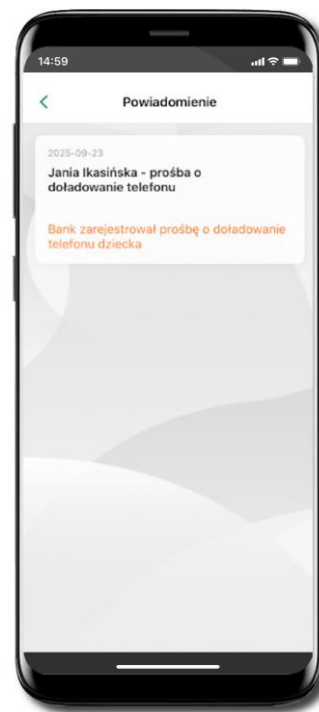 14:59
Powiadomienie
2025-09-23
Jania Ikasińska - prośba o
doładowanie telefonu
Bank zarejestrował prośbę o doładowanie
telefonu dziecka